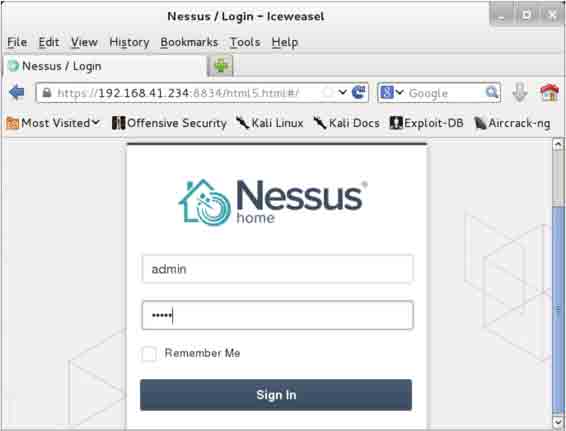 Nessus / Login - Iceweasel
File Edit View History Bookmarks Tools Help
Nessus / Login
https://192.168.41.234:8834/html5.html#/ Google
Most Visited Offensive Security Kali Linux Kali Docs Exploit-DB Aircrack-ng
Nessus®
home
admin
•••••
Remember Me
Sign In